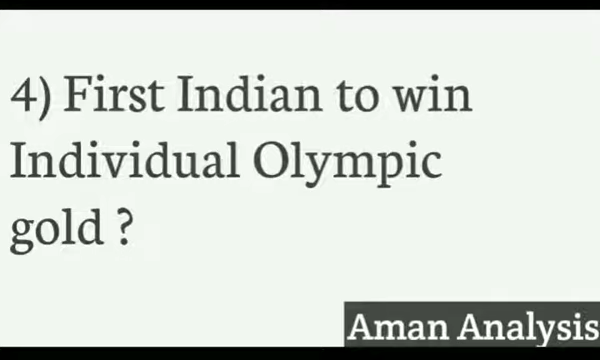 4) First Indian to win
Individual Olympic
gold ?
Aman Analysis